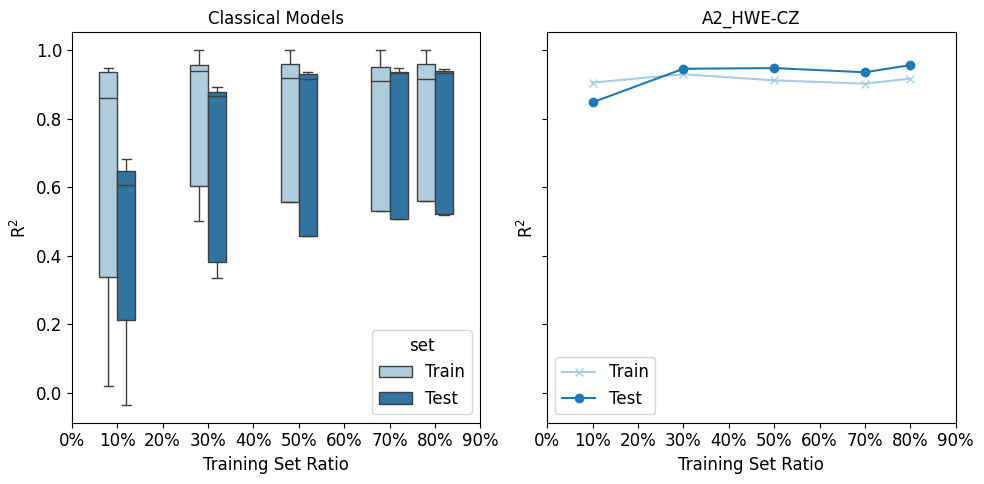 Classical Models
R²
1.0
0.8
0.6
0.4
0.2
0.0
set
Train
Test
0% 10% 20% 30% 40% 50% 60% 70% 80% 90%
Training Set Ratio
A2_HWE-CZ
R²
Train
Test
0% 10% 20% 30% 40% 50% 60% 70% 80% 90%
Training Set Ratio